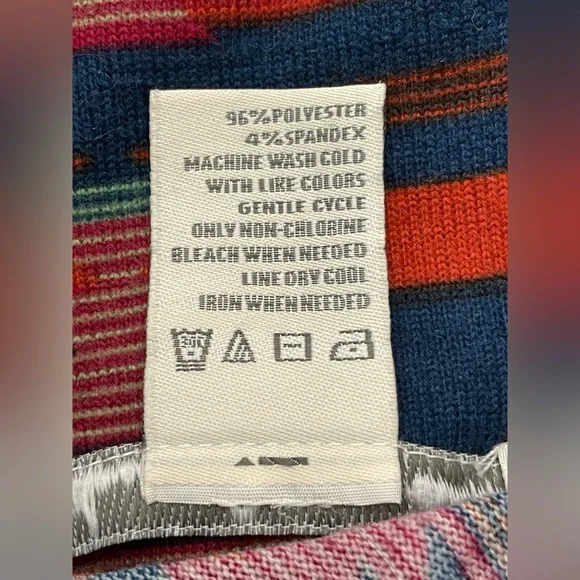 96% POLYESTER
4% SPANDEX
MACHINE WASH COLD
WITH LIKE COLORS
GENTLE CYCLE
ONLY NON-CHLORINE
BLEACH WHEN NEEDED
LINE DRY COOL
IRON WHEN NEEDED